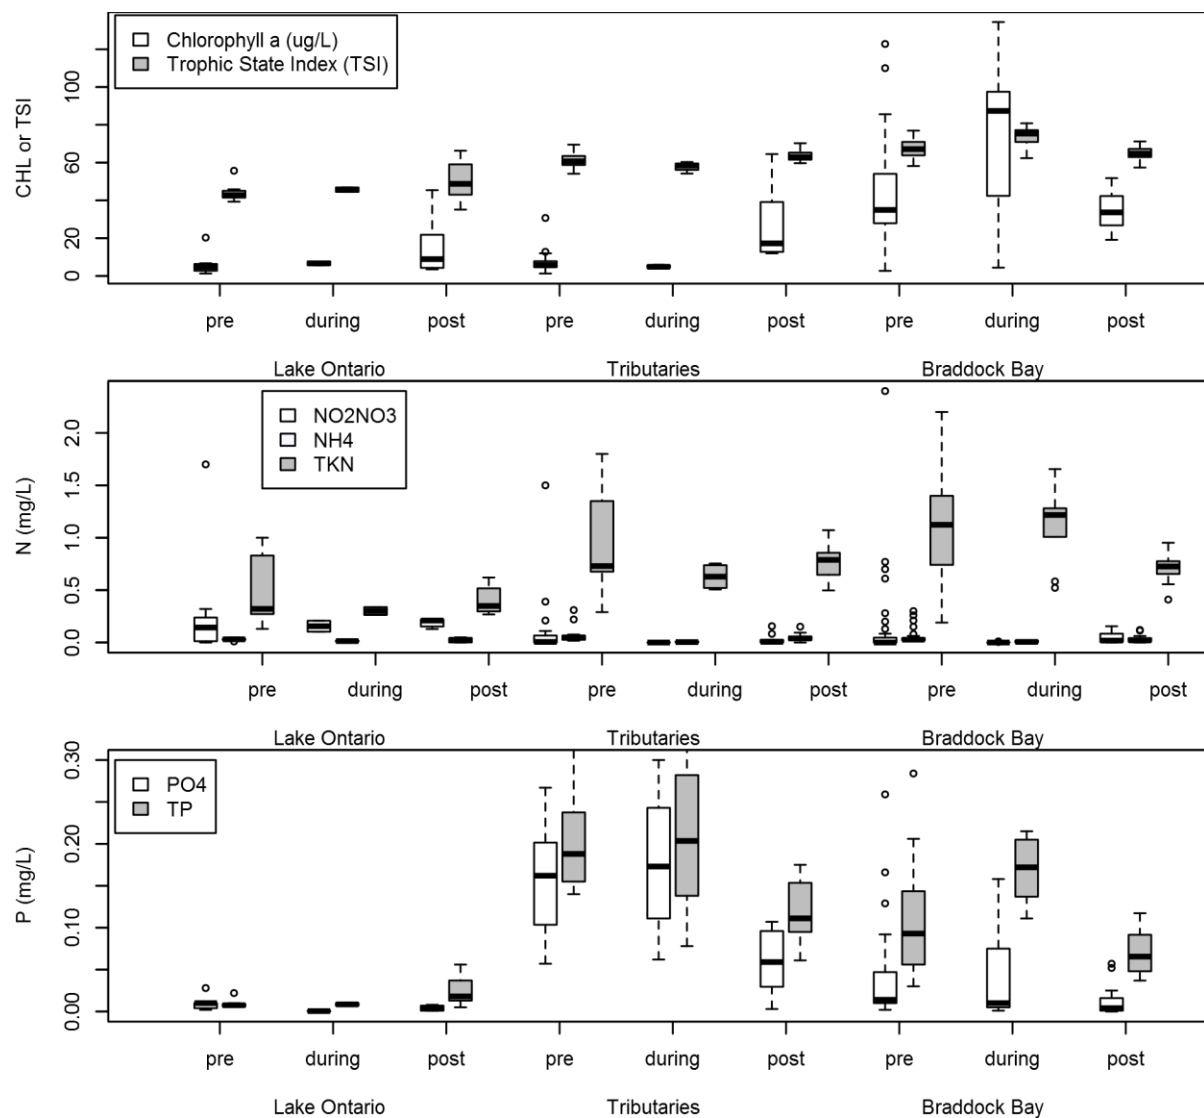 Chlorophyll a (ug/L)
Trophic State Index (TSI)
CHL or TSI
100
60
20
0
pre during post pre during post pre during post
Lake Ontario Tributaries Braddock Bay
NO2NO3
NH4
TKN
N (mg/L)
2.0
1.5
1.0
0.5
0.0
pre during post pre during post pre during post
Lake Ontario Tributaries Braddock Bay
PO4
TP
P (mg/L)
0.30
0.20
0.10
0.00
pre during post pre during post pre during post
Lake Ontario Tributaries Braddock Bay